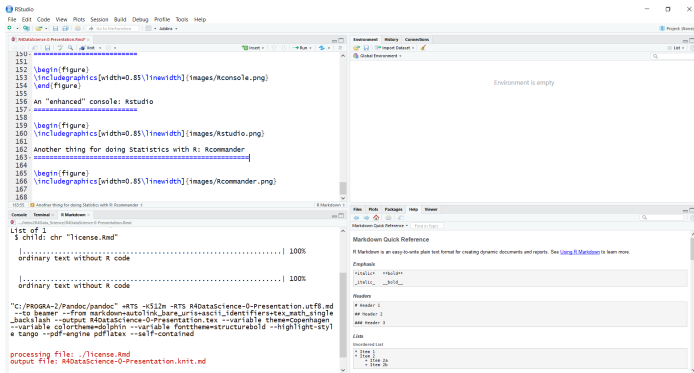 RStudio
File Edit Code View Plots Session Build Debug Profile Tools Help
Go to file/function
Addins
R4DataScience-0-Presentation.Rmd*
Knit
Insert
Run
150 ==========================
151
152 \begin{figure}
153 \includegraphics[width=0.85\linewidth]{images/Rconsole.png}
154 \end{figure}
155
156 An "enhanced" console: Rstudio
157 ==========================
158
159 \begin{figure}
160 \includegraphics[width=0.85\linewidth]{images/Rstudio.png}
161
162 Another thing for doing Statistics with R: Rcommander
163 ======================================================
164
165 \begin{figure}
166 \includegraphics[width=0.85\linewidth]{images/Rcommander.png}
167
168
163:55 Another thing for doing Statistics with R: Rcommander
R Markdown
Console Terminal R Markdown
List of 1
$ child: chr "license.Rmd"
|.................................................................| 100%
ordinary text without R code
|.................................................................| 100%
ordinary text without R code
"C:/PROGRA~2/Pandoc/pandoc" +RTS -K512m -RTS R4DataScience-0-Presentation.utf8.md
--to beamer --from markdown+autolink_bare_uris+ascii_identifiers+tex_math_single
_backslash --output R4DataScience-0-Presentation.tex --variable theme=Copenhagen
--variable colortheme=dolphin --variable fonttheme=structurebold --highlight-styl
e tango --pdf-engine pdflatex --self-contained
processing file: ./license.Rmd
output file: R4DataScience-0-Presentation.knit.md
Environment History Connections
Import Dataset
List
Global Environment
Environment is empty
Files Plots Packages Help Viewer
Markdown Quick Reference
Find in Topic
Markdown Quick Reference
R Markdown is an easy-to-write plain text format for creating dynamic documents and reports. See Using R Markdown to learn more.
Emphasis
*italic* **bold**
_italic_ __bold__
Headers
# Header 1
## Header 2
### Header 3
Lists
Unordered List
* Item 1
* Item 2
+ Item 2a
+ Item 2b